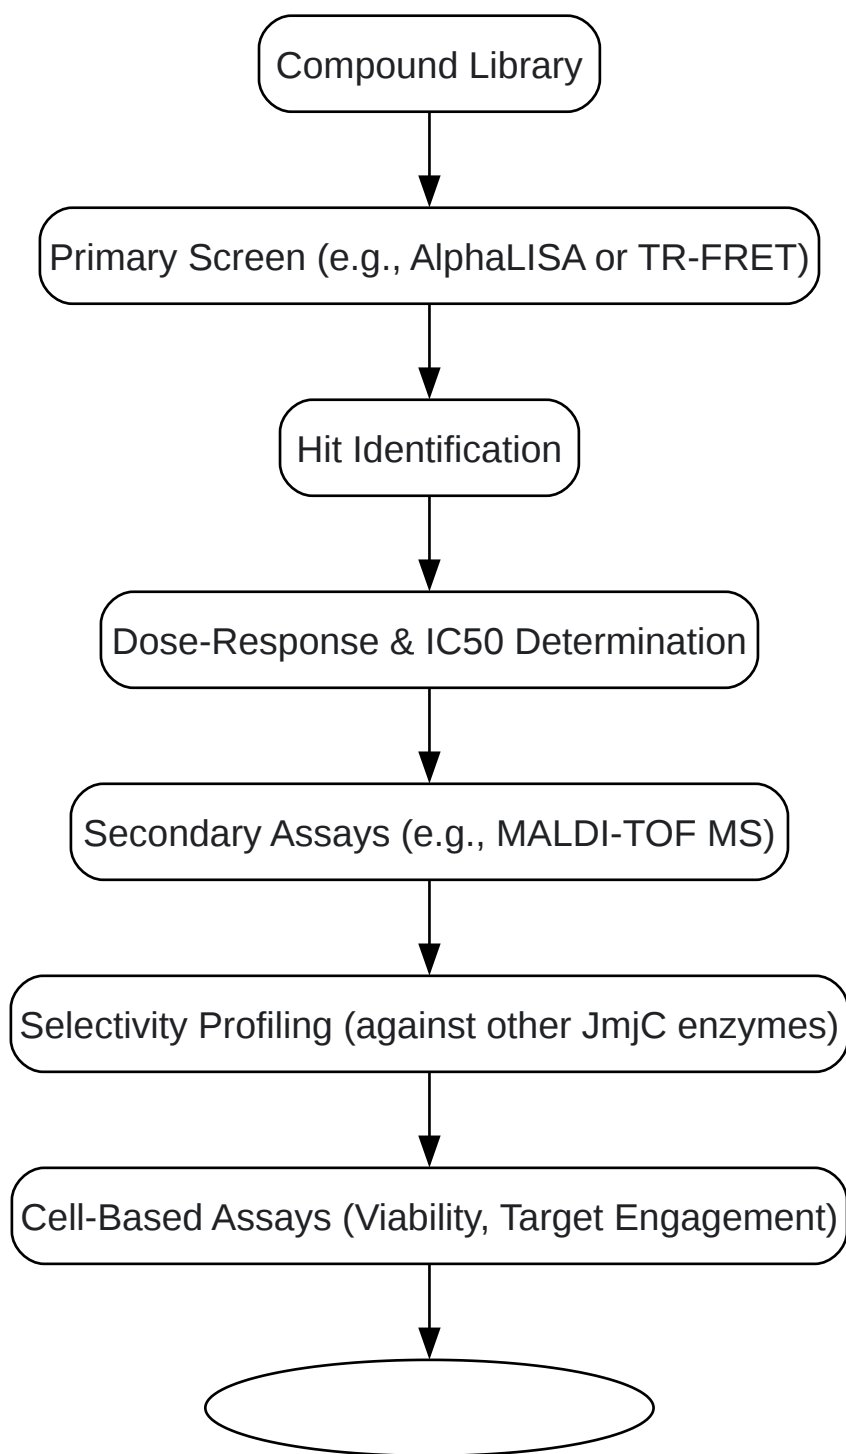 Compound Library
Primary Screen (e.g., AlphaLISA or TR-FRET)
Hit Identification
Dose-Response & IC50 Determination
Secondary Assays (e.g., MALDI-TOF MS)
Selectivity Profiling (against other JmjC enzymes)
Cell-Based Assays (Viability, Target Engagement)